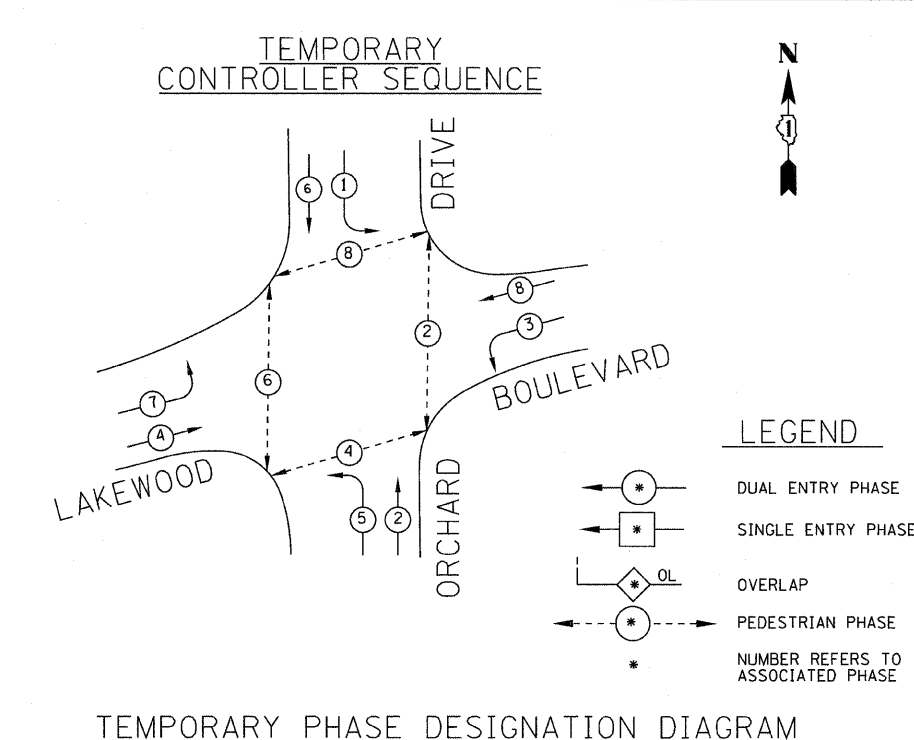 TEMPORARY
CONTROLLER SEQUENCE
N
1
DRIVE
6
1
8
8
2
3
BOULEVARD
6
7
4
4
LAKEWOOD
5
2
ORCHARD
LEGEND
* DUAL ENTRY PHASE
* SINGLE ENTRY PHASE
* OL OVERLAP
* PEDESTRIAN PHASE
* NUMBER REFERS TO
ASSOCIATED PHASE
TEMPORARY PHASE DESIGNATION DIAGRAM